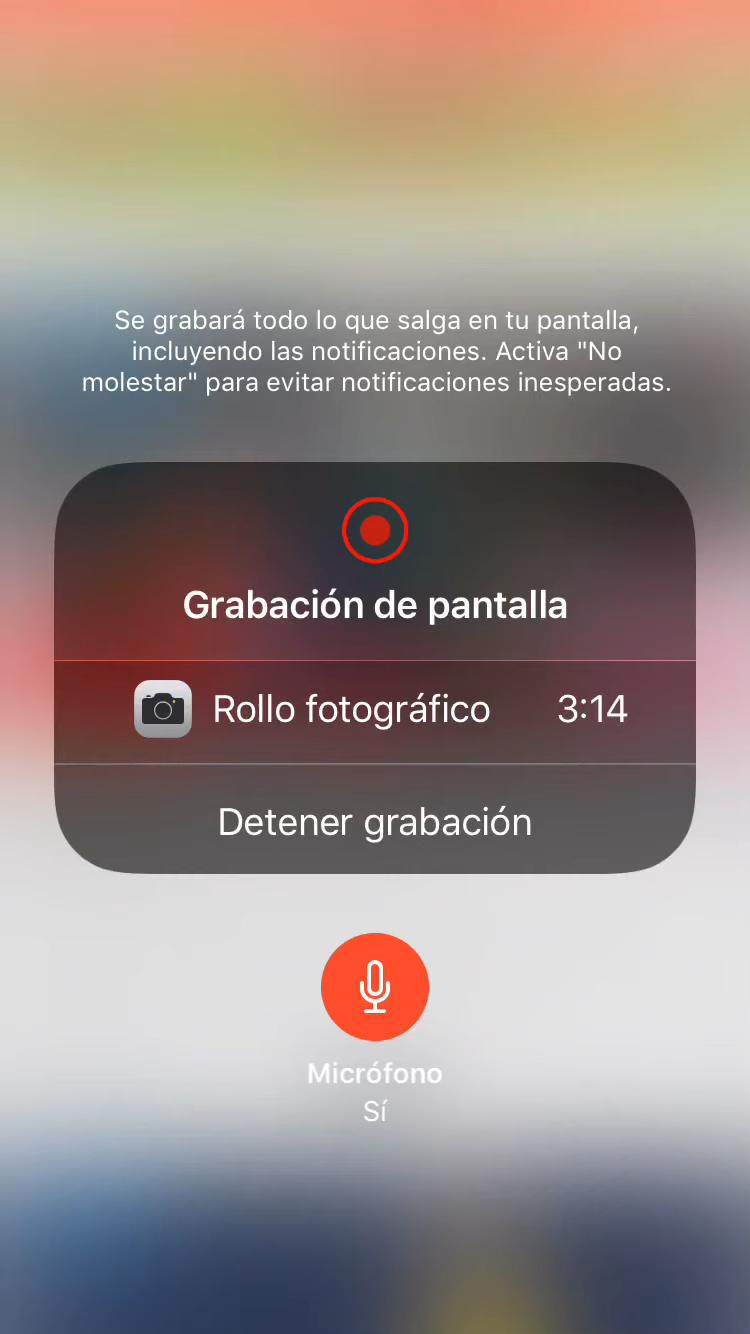 Se grabará todo lo que salga en tu pantalla,
incluyendo las notificaciones. Activa "No
molestar" para evitar notificaciones inesperadas.
Grabación de pantalla
Rollo fotográfico 3:14
Detener grabación
Micrófono
Sí